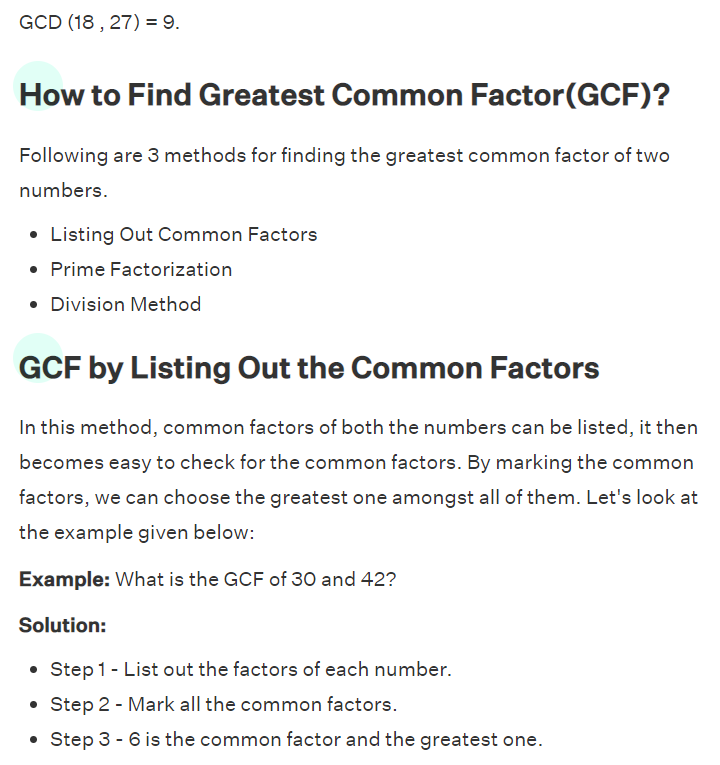 GCD (18 , 27) = 9.
How to Find Greatest Common Factor(GCF)?
Following are 3 methods for finding the greatest common factor of two
numbers.
• Listing Out Common Factors
• Prime Factorization
• Division Method
GCF by Listing Out the Common Factors
In this method, common factors of both the numbers can be listed, it then
becomes easy to check for the common factors. By marking the common
factors, we can choose the greatest one amongst all of them. Let's look at
the example given below:
Example: What is the GCF of 30 and 42?
Solution:
• Step 1 - List out the factors of each number.
• Step 2 - Mark all the common factors.
• Step 3 - 6 is the common factor and the greatest one.